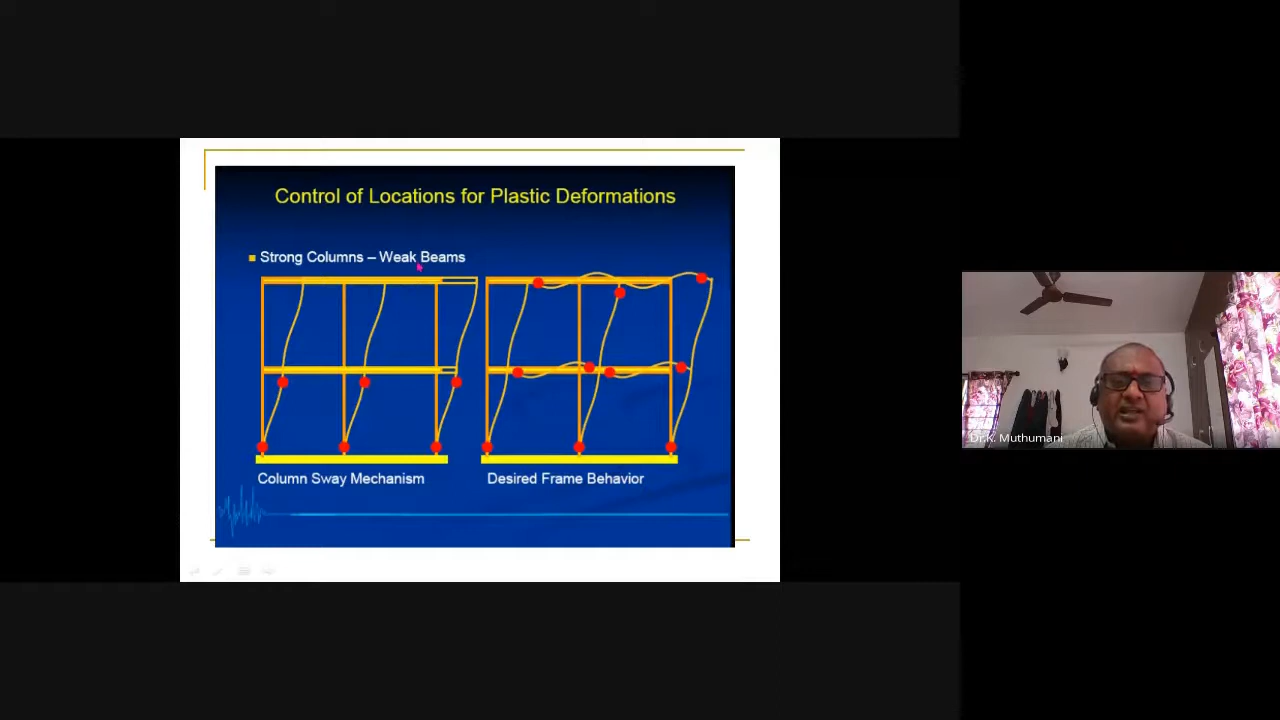 Control of Locations for Plastic Deformations
Strong Columns – Weak Beams
Column Sway Mechanism
Desired Frame Behavior
Dr.K. Muthumani